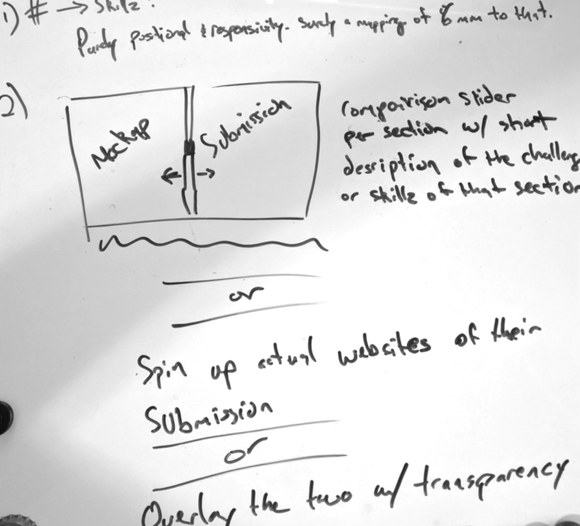 1) # → Skillz.
Purely positional & responsivity. Surely a mapping of mm to that.
2)
Mockup
Submission
Comparison slider
per section w/ short
desription of the challeng
or skillz of that section
or
Spin up actual websites of their
Submission
or
Overlay the two w/ transparency